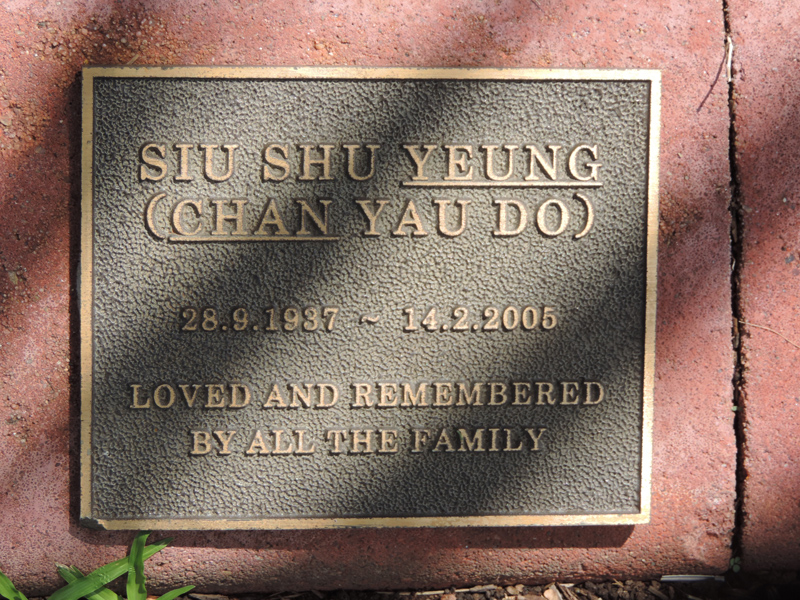 SIU SHU YEUNG
(CHAN YAU DO)
28.9.1937 ~ 14.2.2005
LOVED AND REMEMBERED
BY ALL THE FAMILY